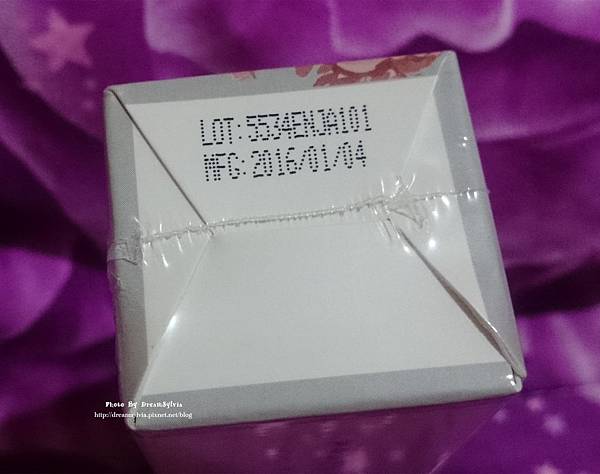 LOT: 5534ENJA101
MFG: 2016/01/04
Photo By DreamSylvia
http://dreamsylvia.pixnet.net/blog